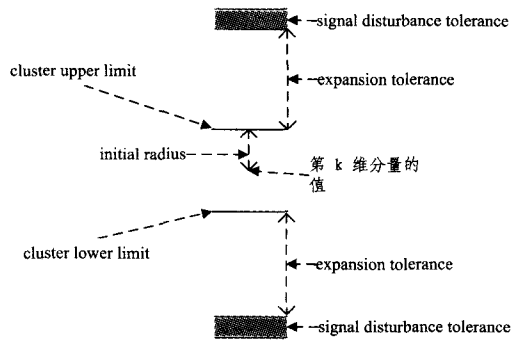 signal disturbance tolerance
expansion tolerance
cluster upper limit
initial radius
第 k 维分量的
值
cluster lower limit
expansion tolerance
signal disturbance tolerance